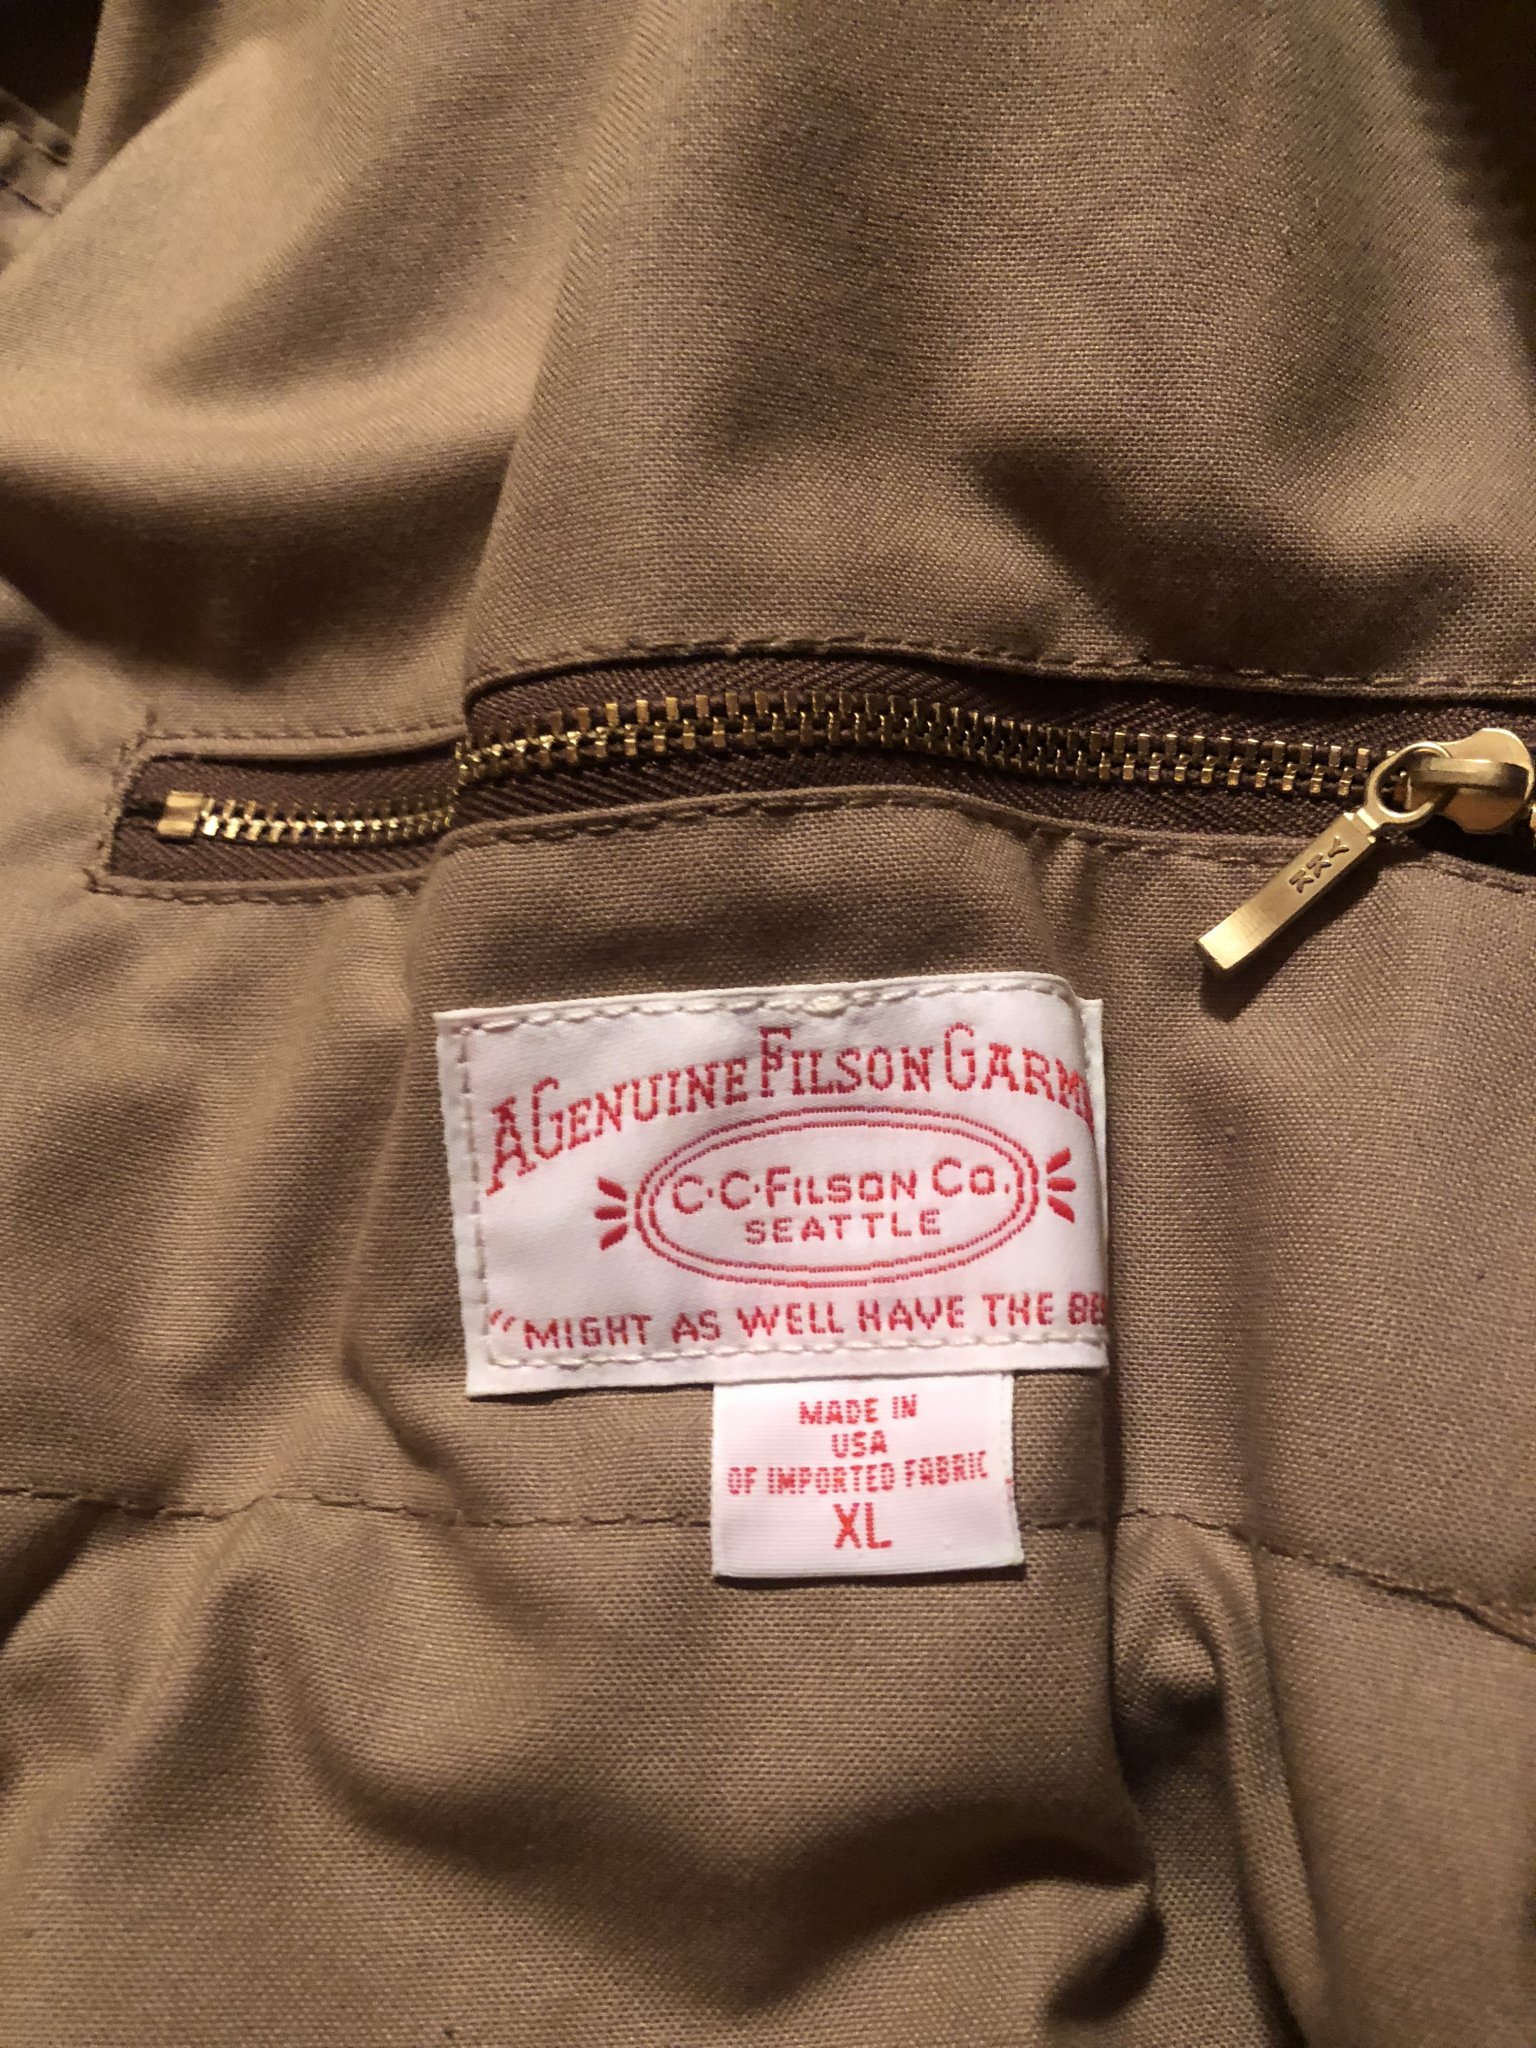 YKK
A GENUINE FILSON GARM
C·C·FILSON CO.
SEATTLE
"MIGHT AS WELL HAVE THE BE
MADE IN
USA
OF IMPORTED FABRIC
XL